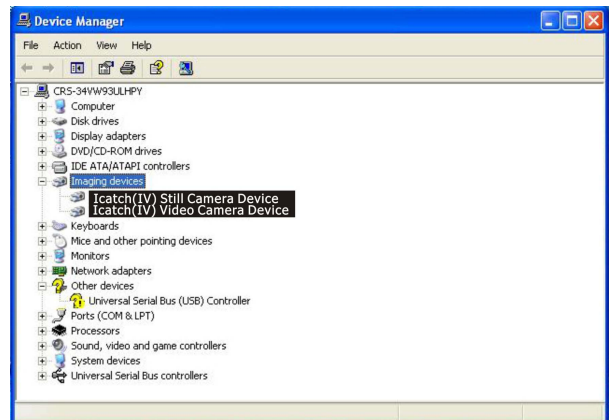 Device Manager
File Action View Help
CRS-34VW93ULHPY
Computer
Disk drives
Display adapters
DVD/CD-ROM drives
IDE ATA/ATAPI controllers
Imaging devices
Icatch(IV) Still Camera Device
Icatch(IV) Video Camera Device
Keyboards
Mice and other pointing devices
Monitors
Network adapters
Other devices
Universal Serial Bus (USB) Controller
Ports (COM & LPT)
Processors
Sound, video and game controllers
System devices
Universal Serial Bus controllers